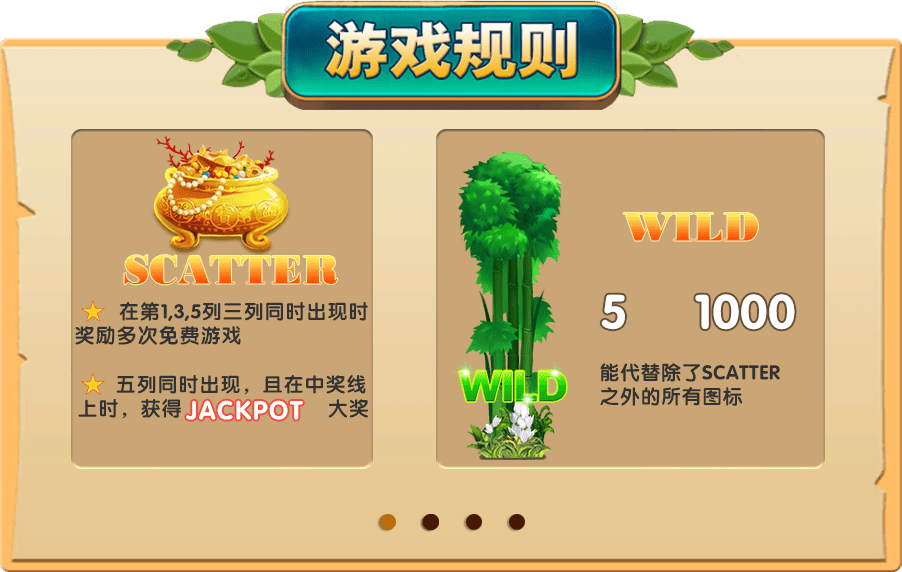 游戏规则
SCATTER
在第1,3,5列三列同时出现时
奖励多次免费游戏
五列同时出现，且在中奖线
上时，获得 JACKPOT 大奖
WILD
5 1000
WILD
能代替除了SCATTER
之外的所有图标